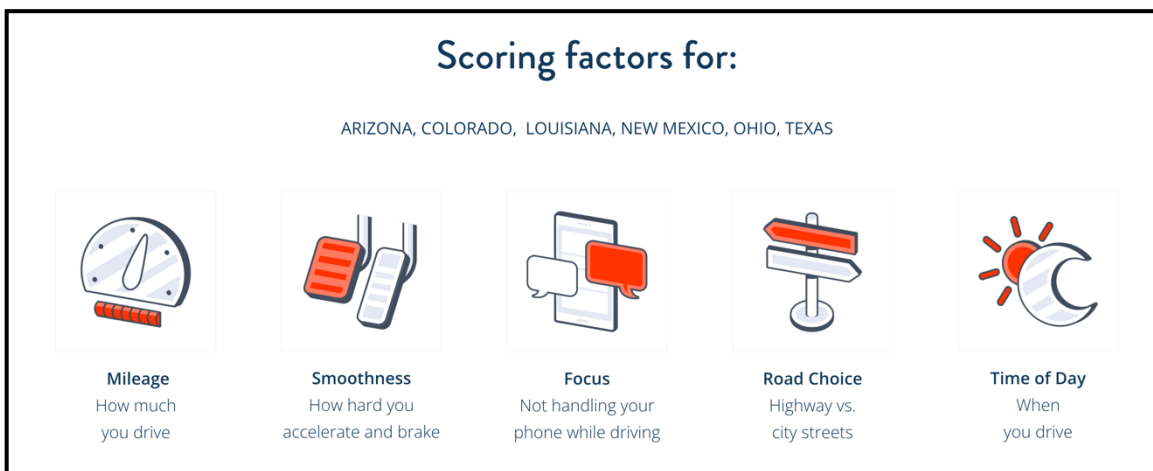 Scoring factors for:
ARIZONA, COLORADO, LOUISIANA, NEW MEXICO, OHIO, TEXAS
Mileage
How much
you drive
Smoothness
How hard you
accelerate and brake
Focus
Not handling your
phone while driving
Road Choice
Highway vs.
city streets
Time of Day
When
you drive